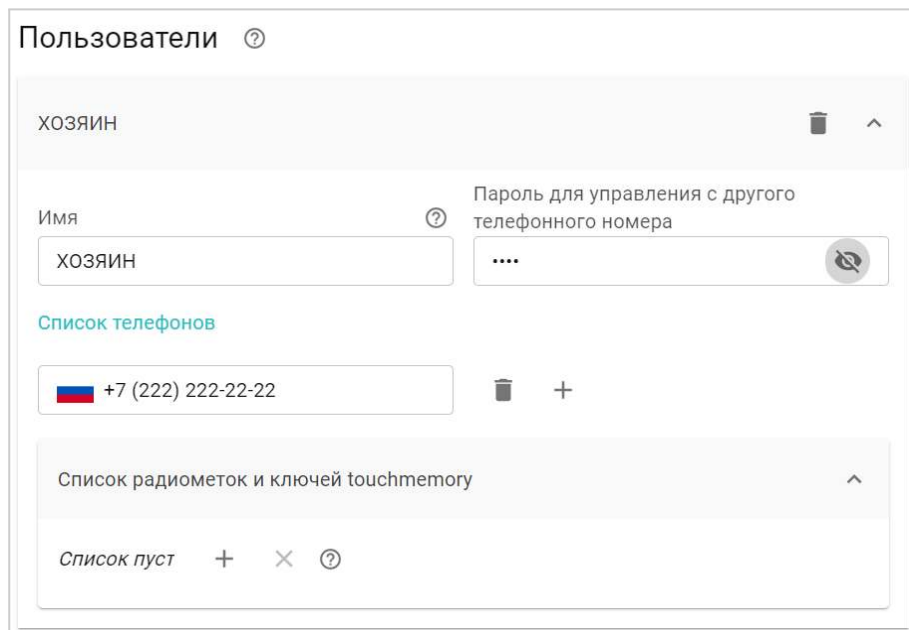 Пользователи
ХОЗЯИН
Пароль для управления с другого
телефонного номера
Имя
ХОЗЯИН
••••
Список телефонов
+7 (222) 222-22-22
Список радиометок и ключей touchmemory
Список пуст